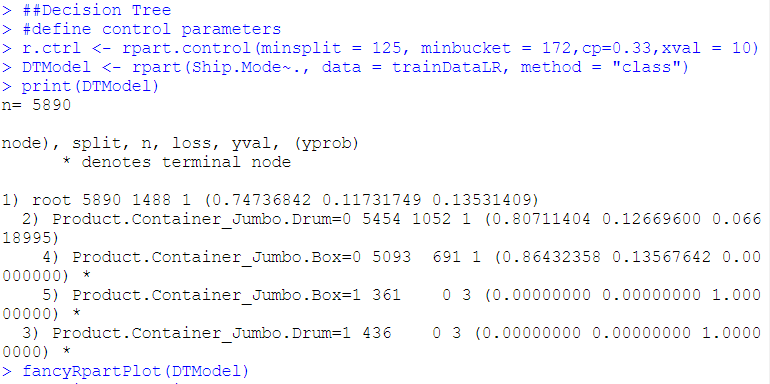 > ##Decision Tree
> #define control parameters
> r.ctrl <- rpart.control(minsplit = 125, minbucket = 172,cp=0.33,xval = 10)
> DTModel <- rpart(Ship.Mode~., data = trainDataLR, method = "class")
> print(DTModel)
n= 5890

node), split, n, loss, yval, (yprob)
      * denotes terminal node

1) root 5890 1488 1 (0.74736842 0.11731749 0.13531409)
  2) Product.Container_Jumbo.Drum=0 5454 1052 1 (0.80711404 0.12669600 0.066
18995)
    4) Product.Container_Jumbo.Box=0 5093  691 1 (0.86432358 0.13567642 0.00
000000) *
    5) Product.Container_Jumbo.Box=1 361    0 3 (0.00000000 0.00000000 1.000
00000) *
  3) Product.Container_Jumbo.Drum=1 436    0 3 (0.00000000 0.00000000 1.0000
0000) *
> fancyRpartPlot(DTModel)